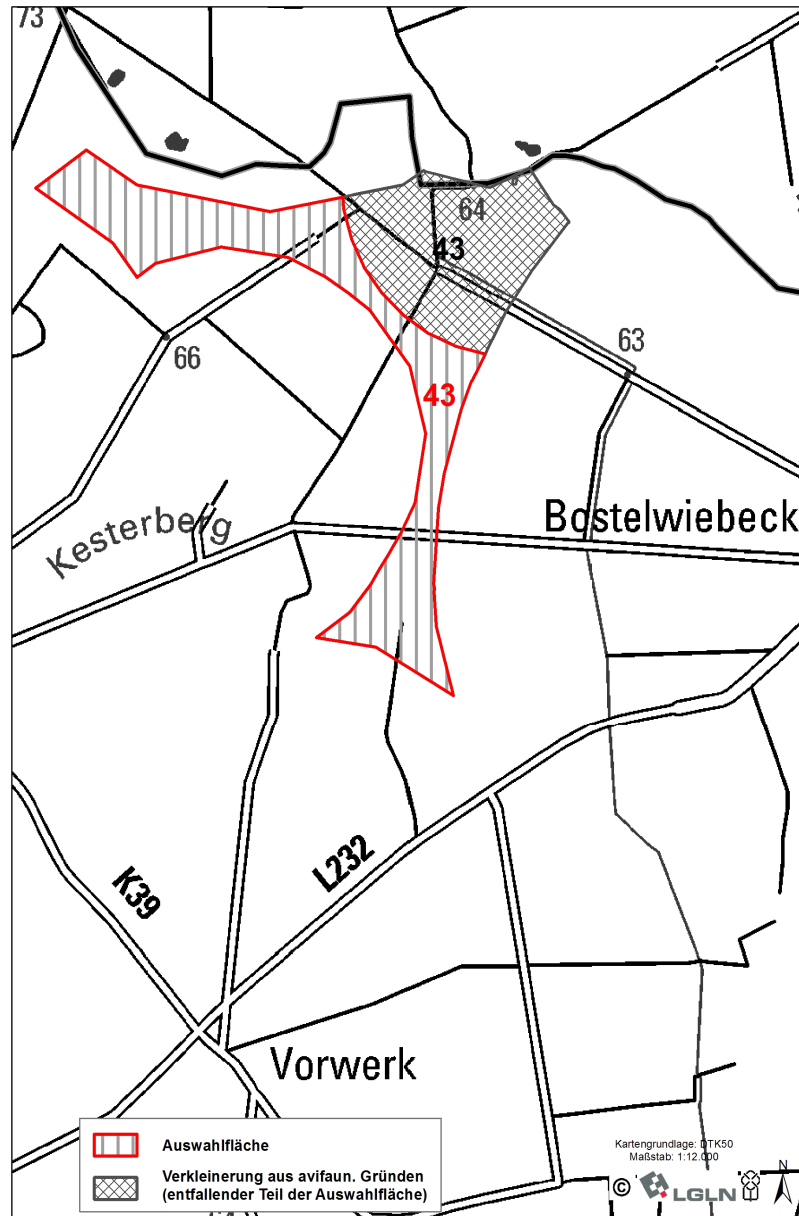 73
64
43
63
66
43
Bostelwiebeck
Kesterberg
K39
L232
Vorwerk
Auswahlfläche
Verkleinerung aus avifaun. Gründen
(entfallender Teil der Auswahlfläche)
Kartengrundlage: DTK50
Maßstab: 1:12.000
N
© LGLN